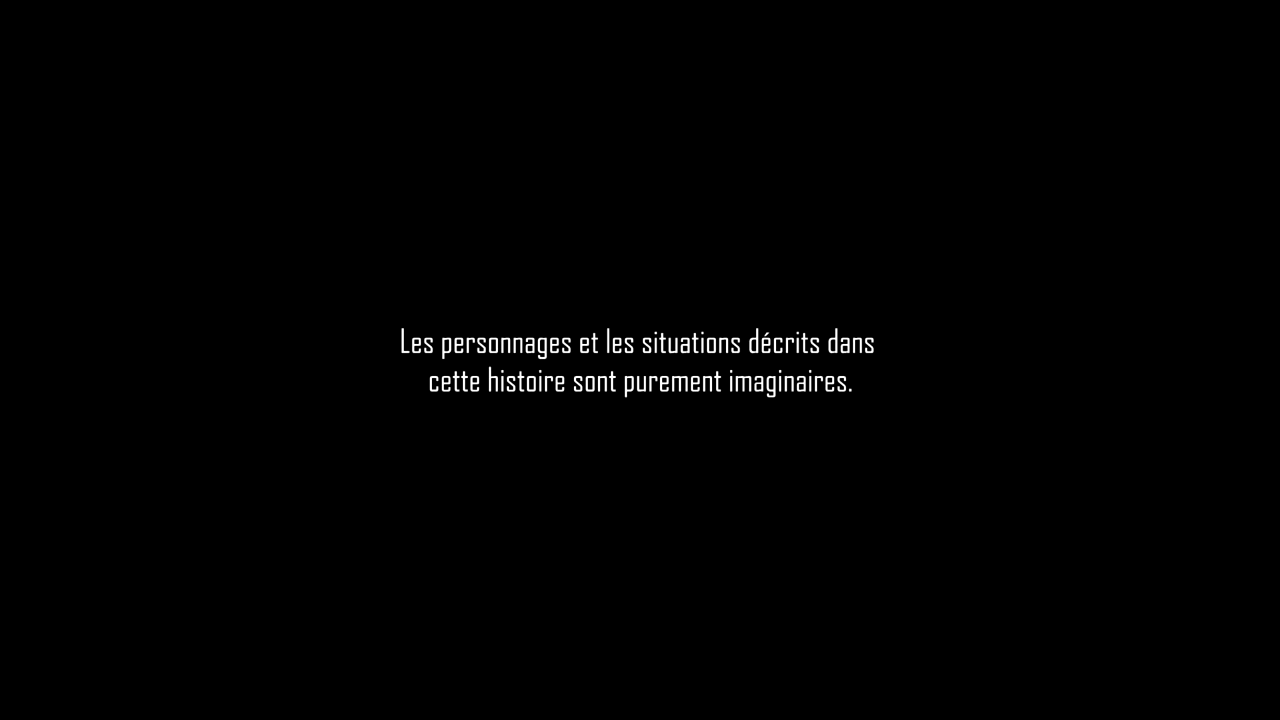 Les personnages et les situations décrits dans
cette histoire sont purement imaginaires.